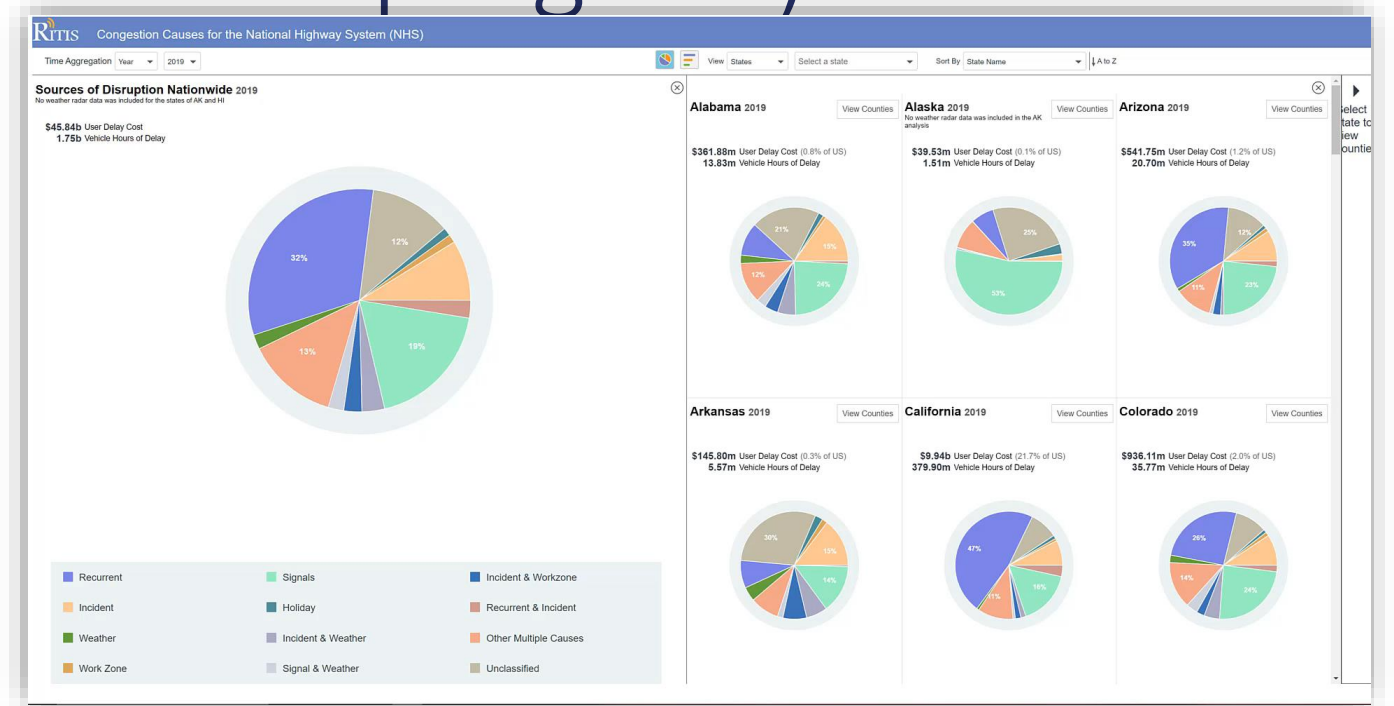 RITIS Congestion Causes for the National Highway System (NHS)
Time Aggregation Year 2019 View States Select a state Sort By State Name A to Z
Sources of Disruption Nationwide 2019
No weather radar data was included for the states of AK and HI
$45.84b User Delay Cost
1.75b Vehicle Hours of Delay
32%
12%
13%
19%
Recurrent
Signals
Incident & Workzone
Incident
Holiday
Recurrent & Incident
Weather
Incident & Weather
Other Multiple Causes
Work Zone
Signal & Weather
Unclassified
Alabama 2019
View Counties
$361.88m User Delay Cost (0.8% of US)
13.83m Vehicle Hours of Delay
21%
15%
12%
24%
Alaska 2019
View Counties
No weather radar data was included in the AK
analysis
$39.53m User Delay Cost (0.1% of US)
1.51m Vehicle Hours of Delay
25%
53%
Arizona 2019
View Counties
$541.75m User Delay Cost (1.2% of US)
20.70m Vehicle Hours of Delay
35%
12%
11%
23%
Arkansas 2019
View Counties
$145.80m User Delay Cost (0.3% of US)
5.57m Vehicle Hours of Delay
30%
13%
14%
California 2019
View Counties
$9.94b User Delay Cost (21.7% of US)
379.90m Vehicle Hours of Delay
47%
11%
16%
Colorado 2019
View Counties
$936.11m User Delay Cost (2.0% of US)
35.77m Vehicle Hours of Delay
26%
14%
24%